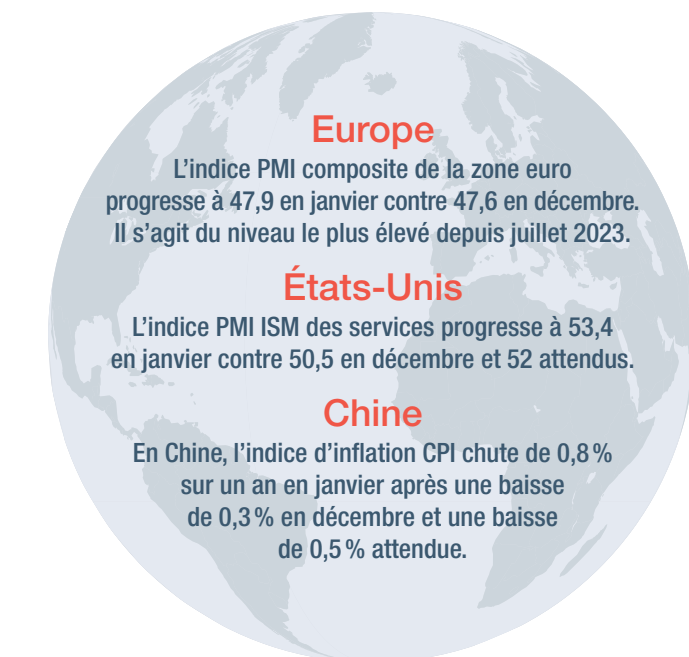 Europe
L’indice PMI composite de la zone euro
progresse à 47,9 en janvier contre 47,6 en décembre.
Il s’agit du niveau le plus élevé depuis juillet 2023.
États-Unis
L’indice PMI ISM des services progresse à 53,4
en janvier contre 50,5 en décembre et 52 attendus.
Chine
En Chine, l’indice d’inflation CPI chute de 0,8 %
sur un an en janvier après une baisse
de 0,3 % en décembre et une baisse
de 0,5 % attendue.